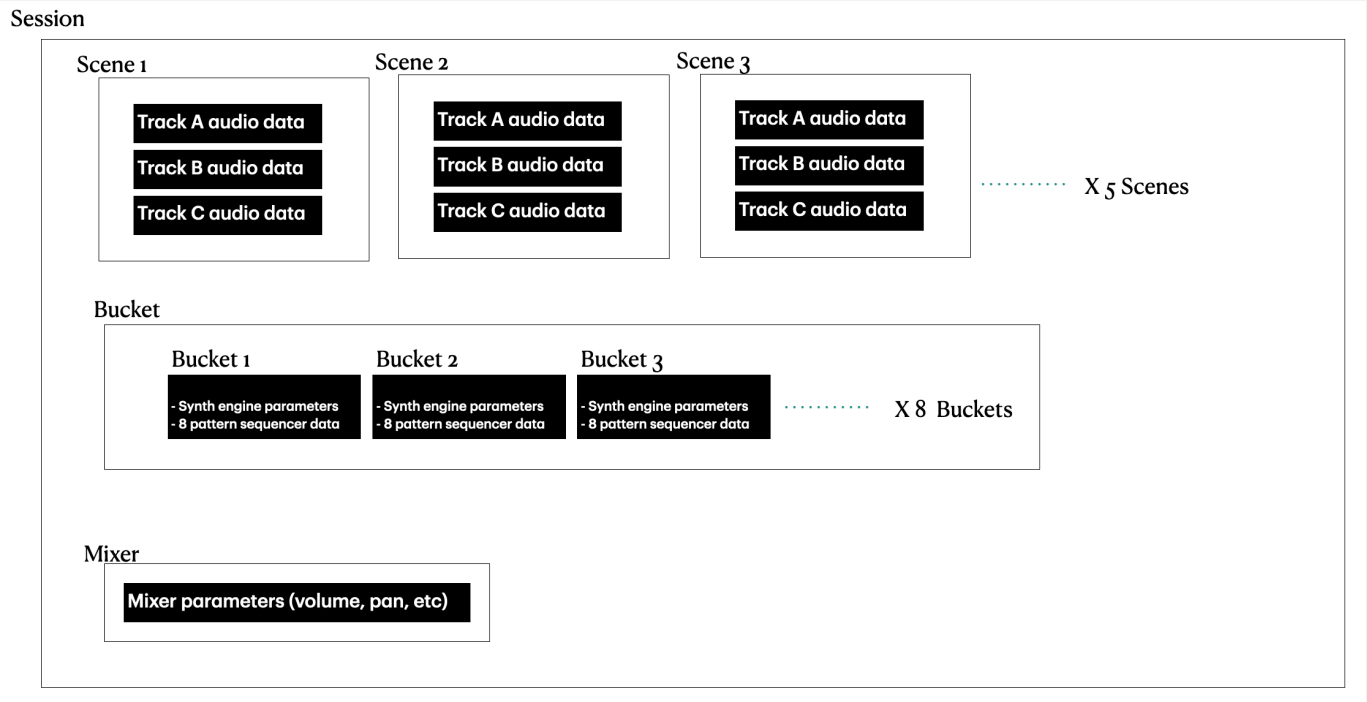 Session
Scene 1
Scene 2
Scene 3
Track A audio data
Track B audio data
Track C audio data
Track A audio data
Track B audio data
Track C audio data
Track A audio data
Track B audio data
Track C audio data
X 5 Scenes
Bucket
Bucket 1
- Synth engine parameters
- 8 pattern sequencer data
Bucket 2
- Synth engine parameters
- 8 pattern sequencer data
Bucket 3
- Synth engine parameters
- 8 pattern sequencer data
X 8 Buckets
Mixer
Mixer parameters (volume, pan, etc)